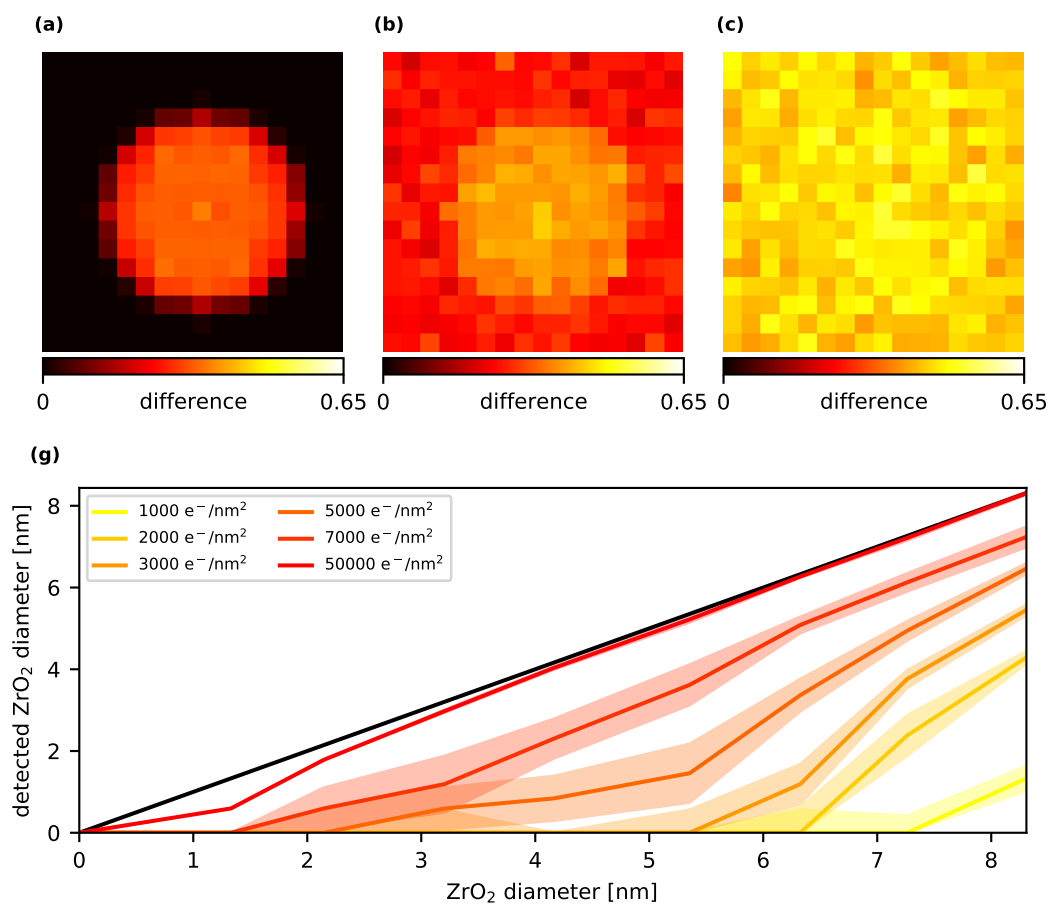 (a) (b) (c)
0 difference 0.65 0 difference 0.65 0 difference 0.65
(g)
detected ZrO₂ diameter [nm]
8
6
4
2
0
1000 e⁻/nm² 5000 e⁻/nm²
2000 e⁻/nm² 7000 e⁻/nm²
3000 e⁻/nm² 50000 e⁻/nm²
0 1 2 3 4 5 6 7 8
ZrO₂ diameter [nm]